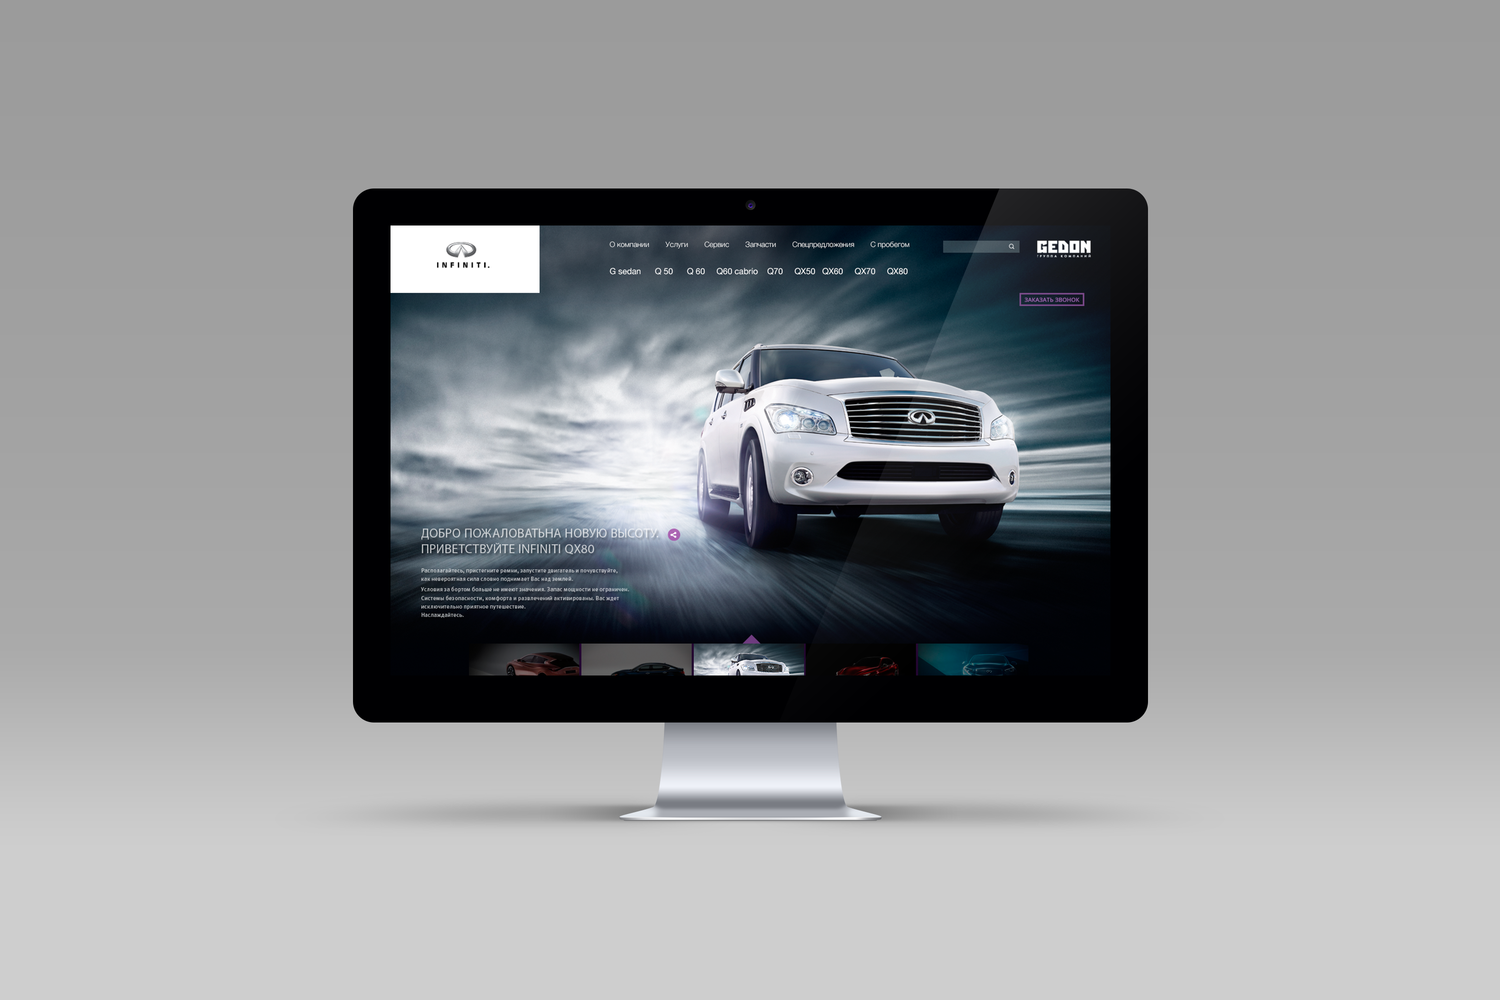 INFINITI.
О компании Услуги Сервис Запчасти Спецпредложения С пробегом
GEDON
ГРУППА КОМПАНИЙ
G sedan Q 50 Q 60 Q60 cabrio Q70 QX50 QX60 QX70 QX80
ЗАКАЗАТЬ ЗВОНОК
ДОБРО ПОЖАЛОВАТЬНА НОВУЮ ВЫСОТУ.
ПРИВЕТСТВУЙТЕ INFINITI QX80
Располагайтесь, пристегните ремни, запустите двигатель и почувствуйте,
как невероятная сила словно поднимает Вас над землей.
Условия за бортом больше не имеют значения. Запас мощности не ограничен.
Системы безопасности, комфорта и развлечений активированы. Вас ждет
исключительно приятное путешествие.
Наслаждайтесь.